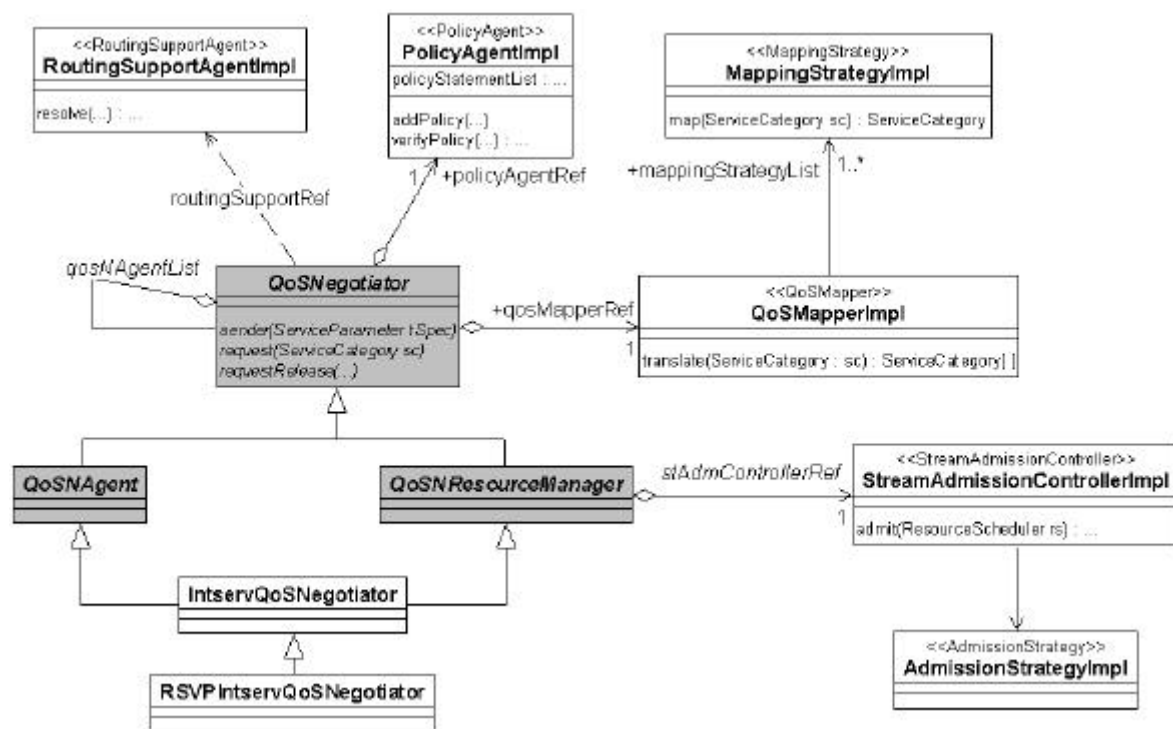 <<RoutingSupportAgent>>
RoutingSupportAgentImpl
resolve(...) : ...
<<PolicyAgent>>
PolicyAgentImpl
policyStatementList : ...
addPolicy(...)
verifyPolicy(...) : ...
<<MappingStrategy>>
MappingStrategyImpl
map(ServiceCategory sc) : ServiceCategory
1
+policyAgentRef
+mappingStrategyList
1..*
routingSupportRef
qosNAgentList
QoSNegotiator
sender(ServiceParameter tSpec)
request(ServiceCategory sc)
requestRelease(...)
+qosMapperRef
1
<<QoSMapper>>
QoSMapperImpl
translate(ServiceCategory : sc) : ServiceCategory[ ]
QoSNAgent
QoSNResourceManager
stAdmControllerRef
1
<<StreamAdmissionController>>
StreamAdmissionControllerImpl
admit(ResourceScheduler rs) : ...
IntservQoSNegotiator
<<AdmissionStrategy>>
AdmissionStrategyImpl
RSVPIntservQoSNegotiator